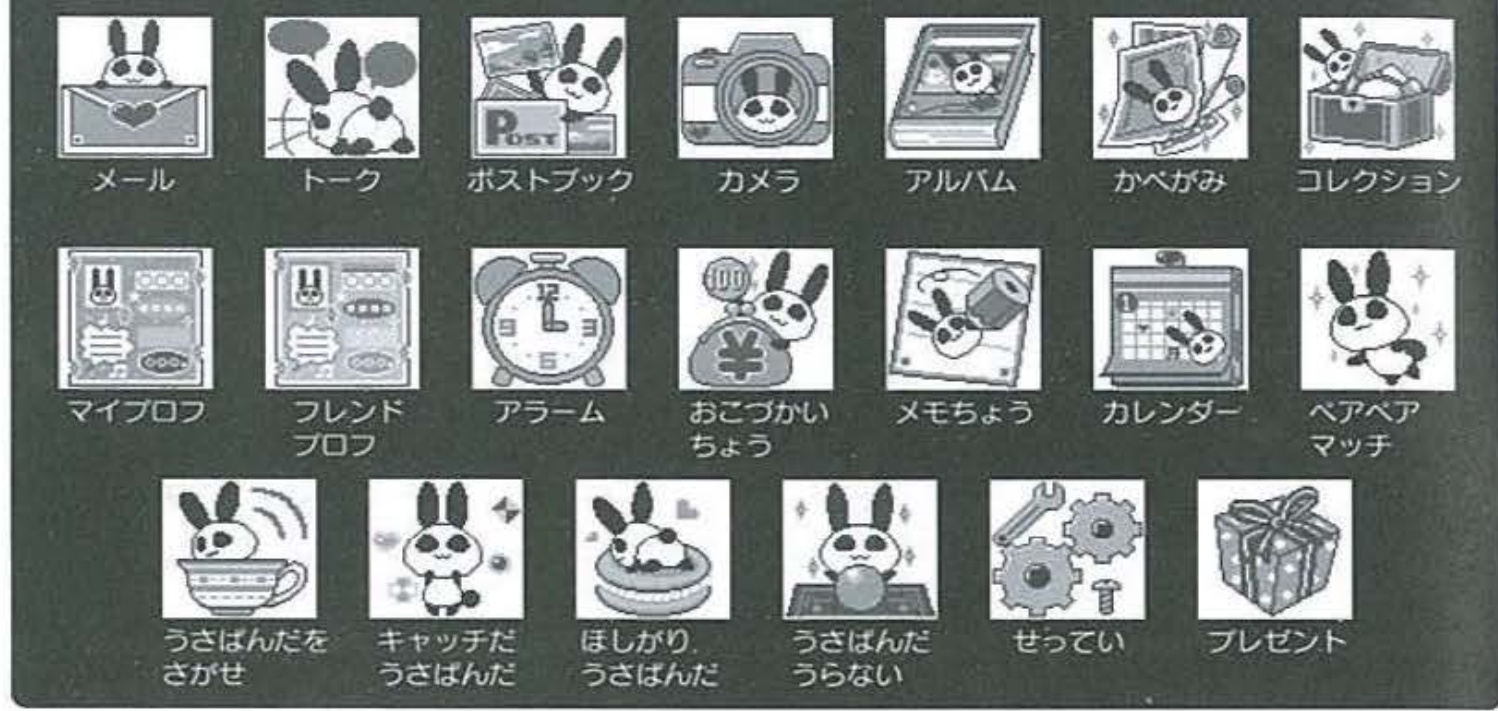 POST
メール
トーク
ポストブック
カメラ
アルバム
かべがみ
コレクション
12
3
6
9
100
¥
1
マイプロフ
フレンド
プロフ
アラーム
おこづかい
ちょう
メモちょう
カレンダー
ペアペア
マッチ
うさぱんだを
さがせ
キャッチだ
うさぱんだ
ほしがり
うさぱんだ
うさぱんだ
うらない
せってい
プレゼント